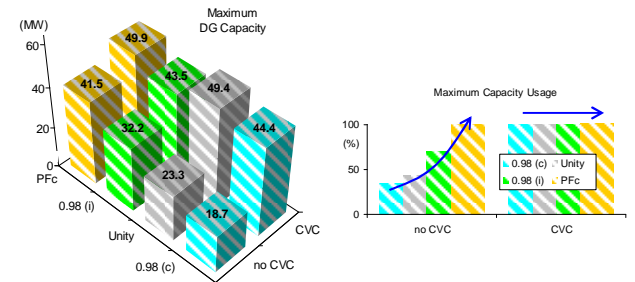 Maximum
DG Capacity
(MW)
60
40
20
0
49.9
41.5
43.5
49.4
32.2
44.4
23.3
18.7
PFc
0.98 (i)
Unity
0.98 (c)
no CVC
CVC
Maximum Capacity Usage
100
(%)
50
0
0.98 (c) Unity
0.98 (i) PFc
no CVC CVC